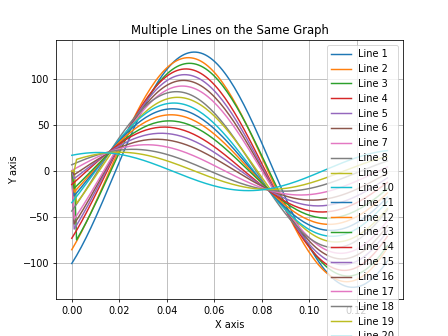 Multiple Lines on the Same Graph
Y axis
100
50
0
−50
−100
0.00
0.02
0.04
0.06
0.08
0.10
X axis
Line 1
Line 2
Line 3
Line 4
Line 5
Line 6
Line 7
Line 8
Line 9
Line 10
Line 11
Line 12
Line 13
Line 14
Line 15
Line 16
Line 17
Line 18
Line 19
Line 20